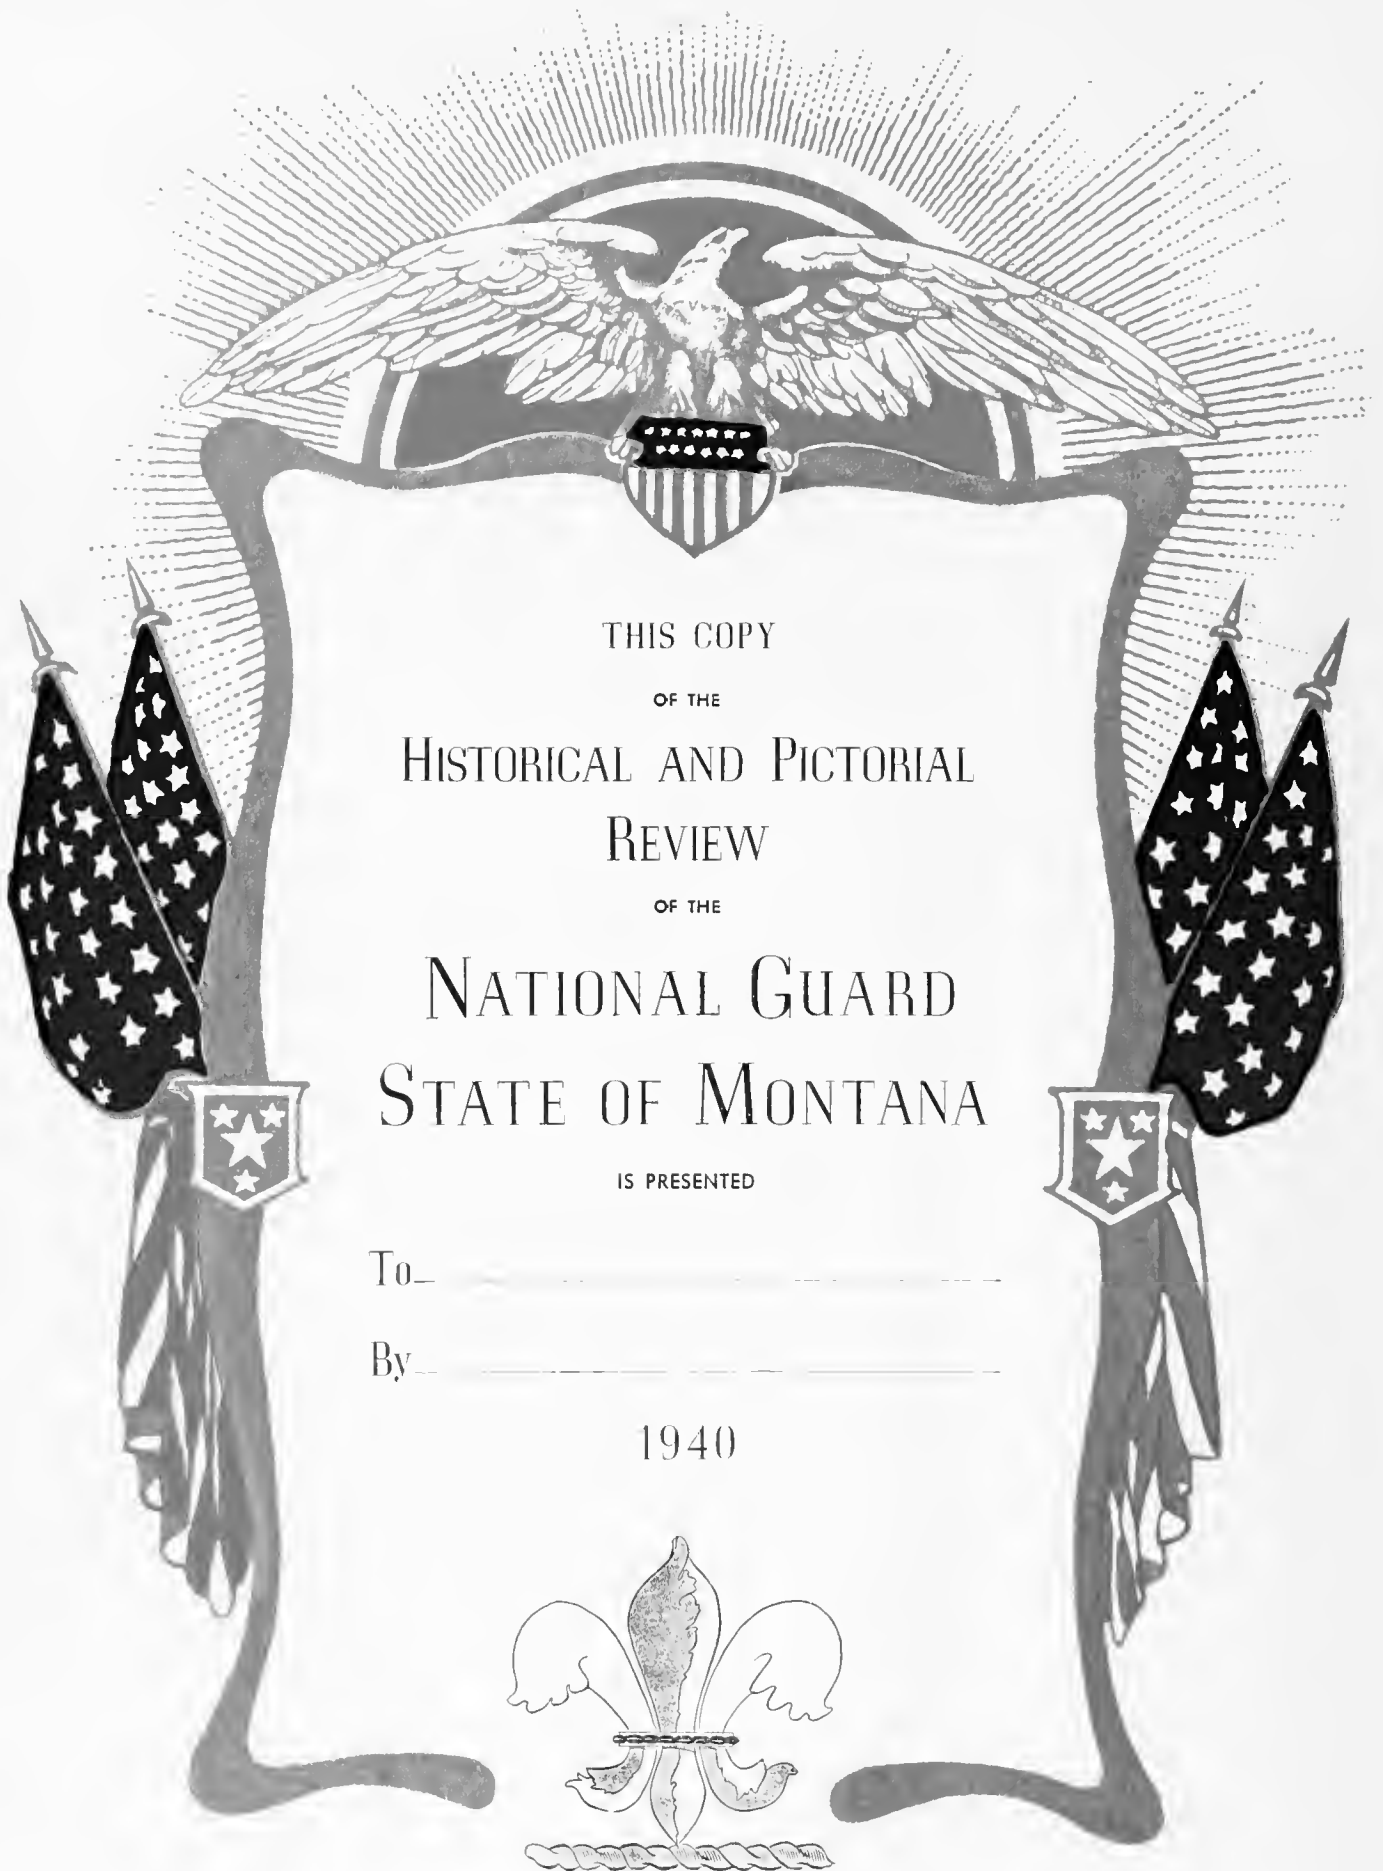 THIS COPY
OF THE
HISTORICAL AND PICTORIAL
REVIEW
OF THE
NATIONAL GUARD
STATE OF MONTANA
IS PRESENTED
To
By
1940